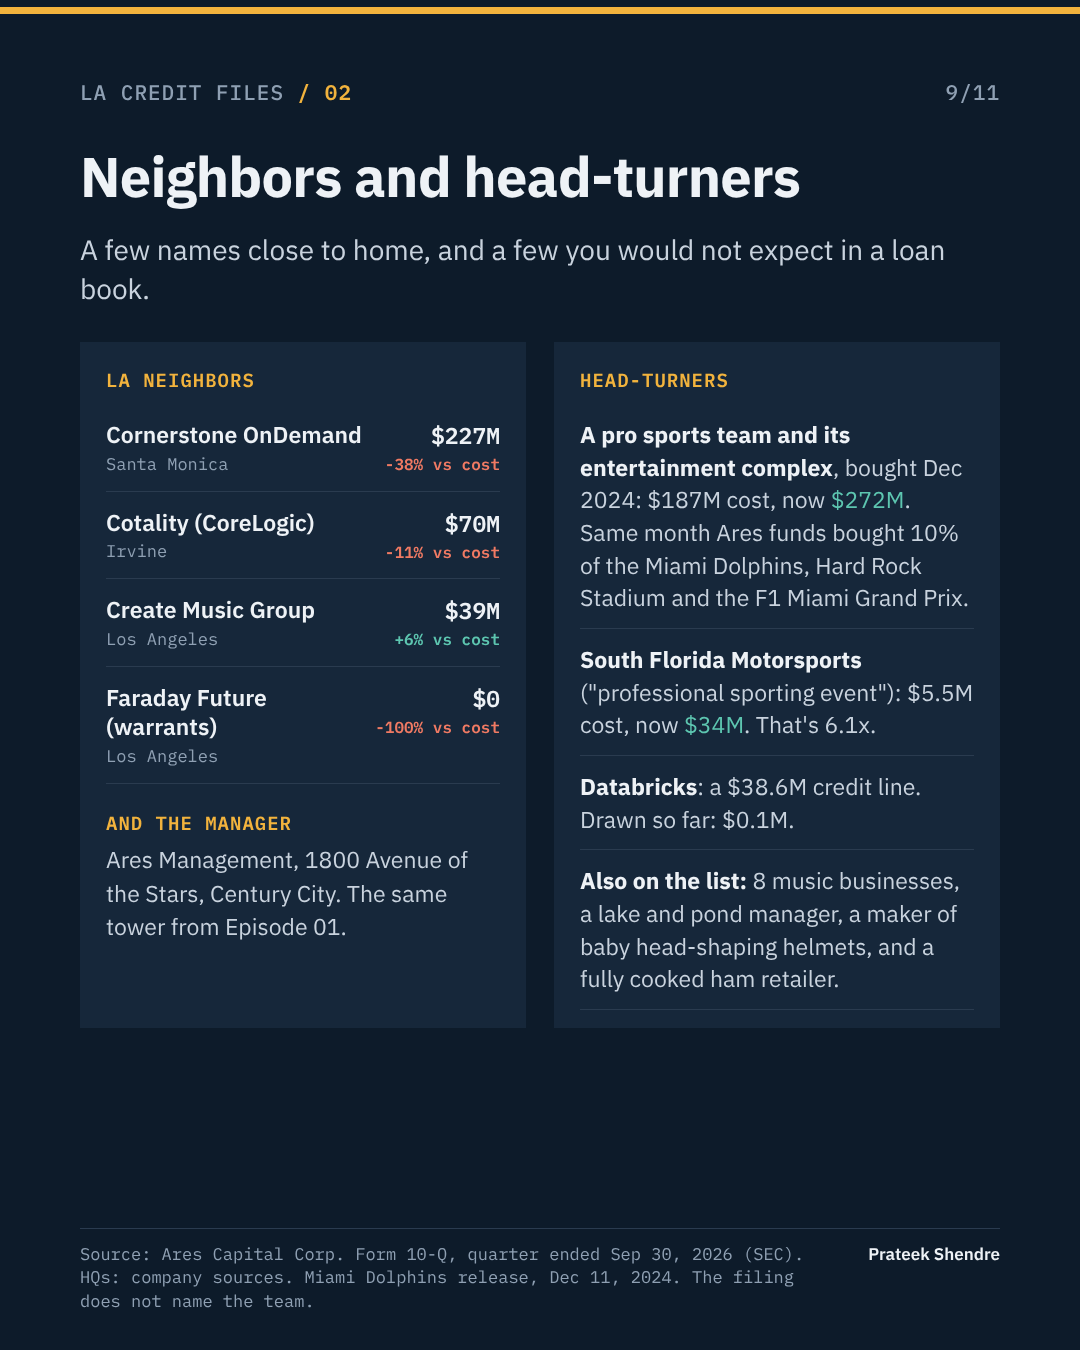 LA CREDIT FILES / 02
9/11
Neighbors and head-turners
A few names close to home, and a few you would not expect in a loan
book.
LA NEIGHBORS
Cornerstone OnDemand $227M
Santa Monica -38% vs cost
Cotality (CoreLogic) $70M
Irvine -11% vs cost
Create Music Group $39M
Los Angeles +6% vs cost
Faraday Future $0
(warrants) -100% vs cost
Los Angeles
AND THE MANAGER
Ares Management, 1800 Avenue of
the Stars, Century City. The same
tower from Episode 01.
HEAD-TURNERS
A pro sports team and its
entertainment complex, bought Dec
2024: $187M cost, now $272M.
Same month Ares funds bought 10%
of the Miami Dolphins, Hard Rock
Stadium and the F1 Miami Grand Prix.
South Florida Motorsports
("professional sporting event"): $5.5M
cost, now $34M. That's 6.1x.
Databricks: a $38.6M credit line.
Drawn so far: $0.1M.
Also on the list: 8 music businesses,
a lake and pond manager, a maker of
baby head-shaping helmets, and a
fully cooked ham retailer.
Source: Ares Capital Corp. Form 10-Q, quarter ended Sep 30, 2026 (SEC).
HQs: company sources. Miami Dolphins release, Dec 11, 2024. The filing
does not name the team.
Prateek Shendre